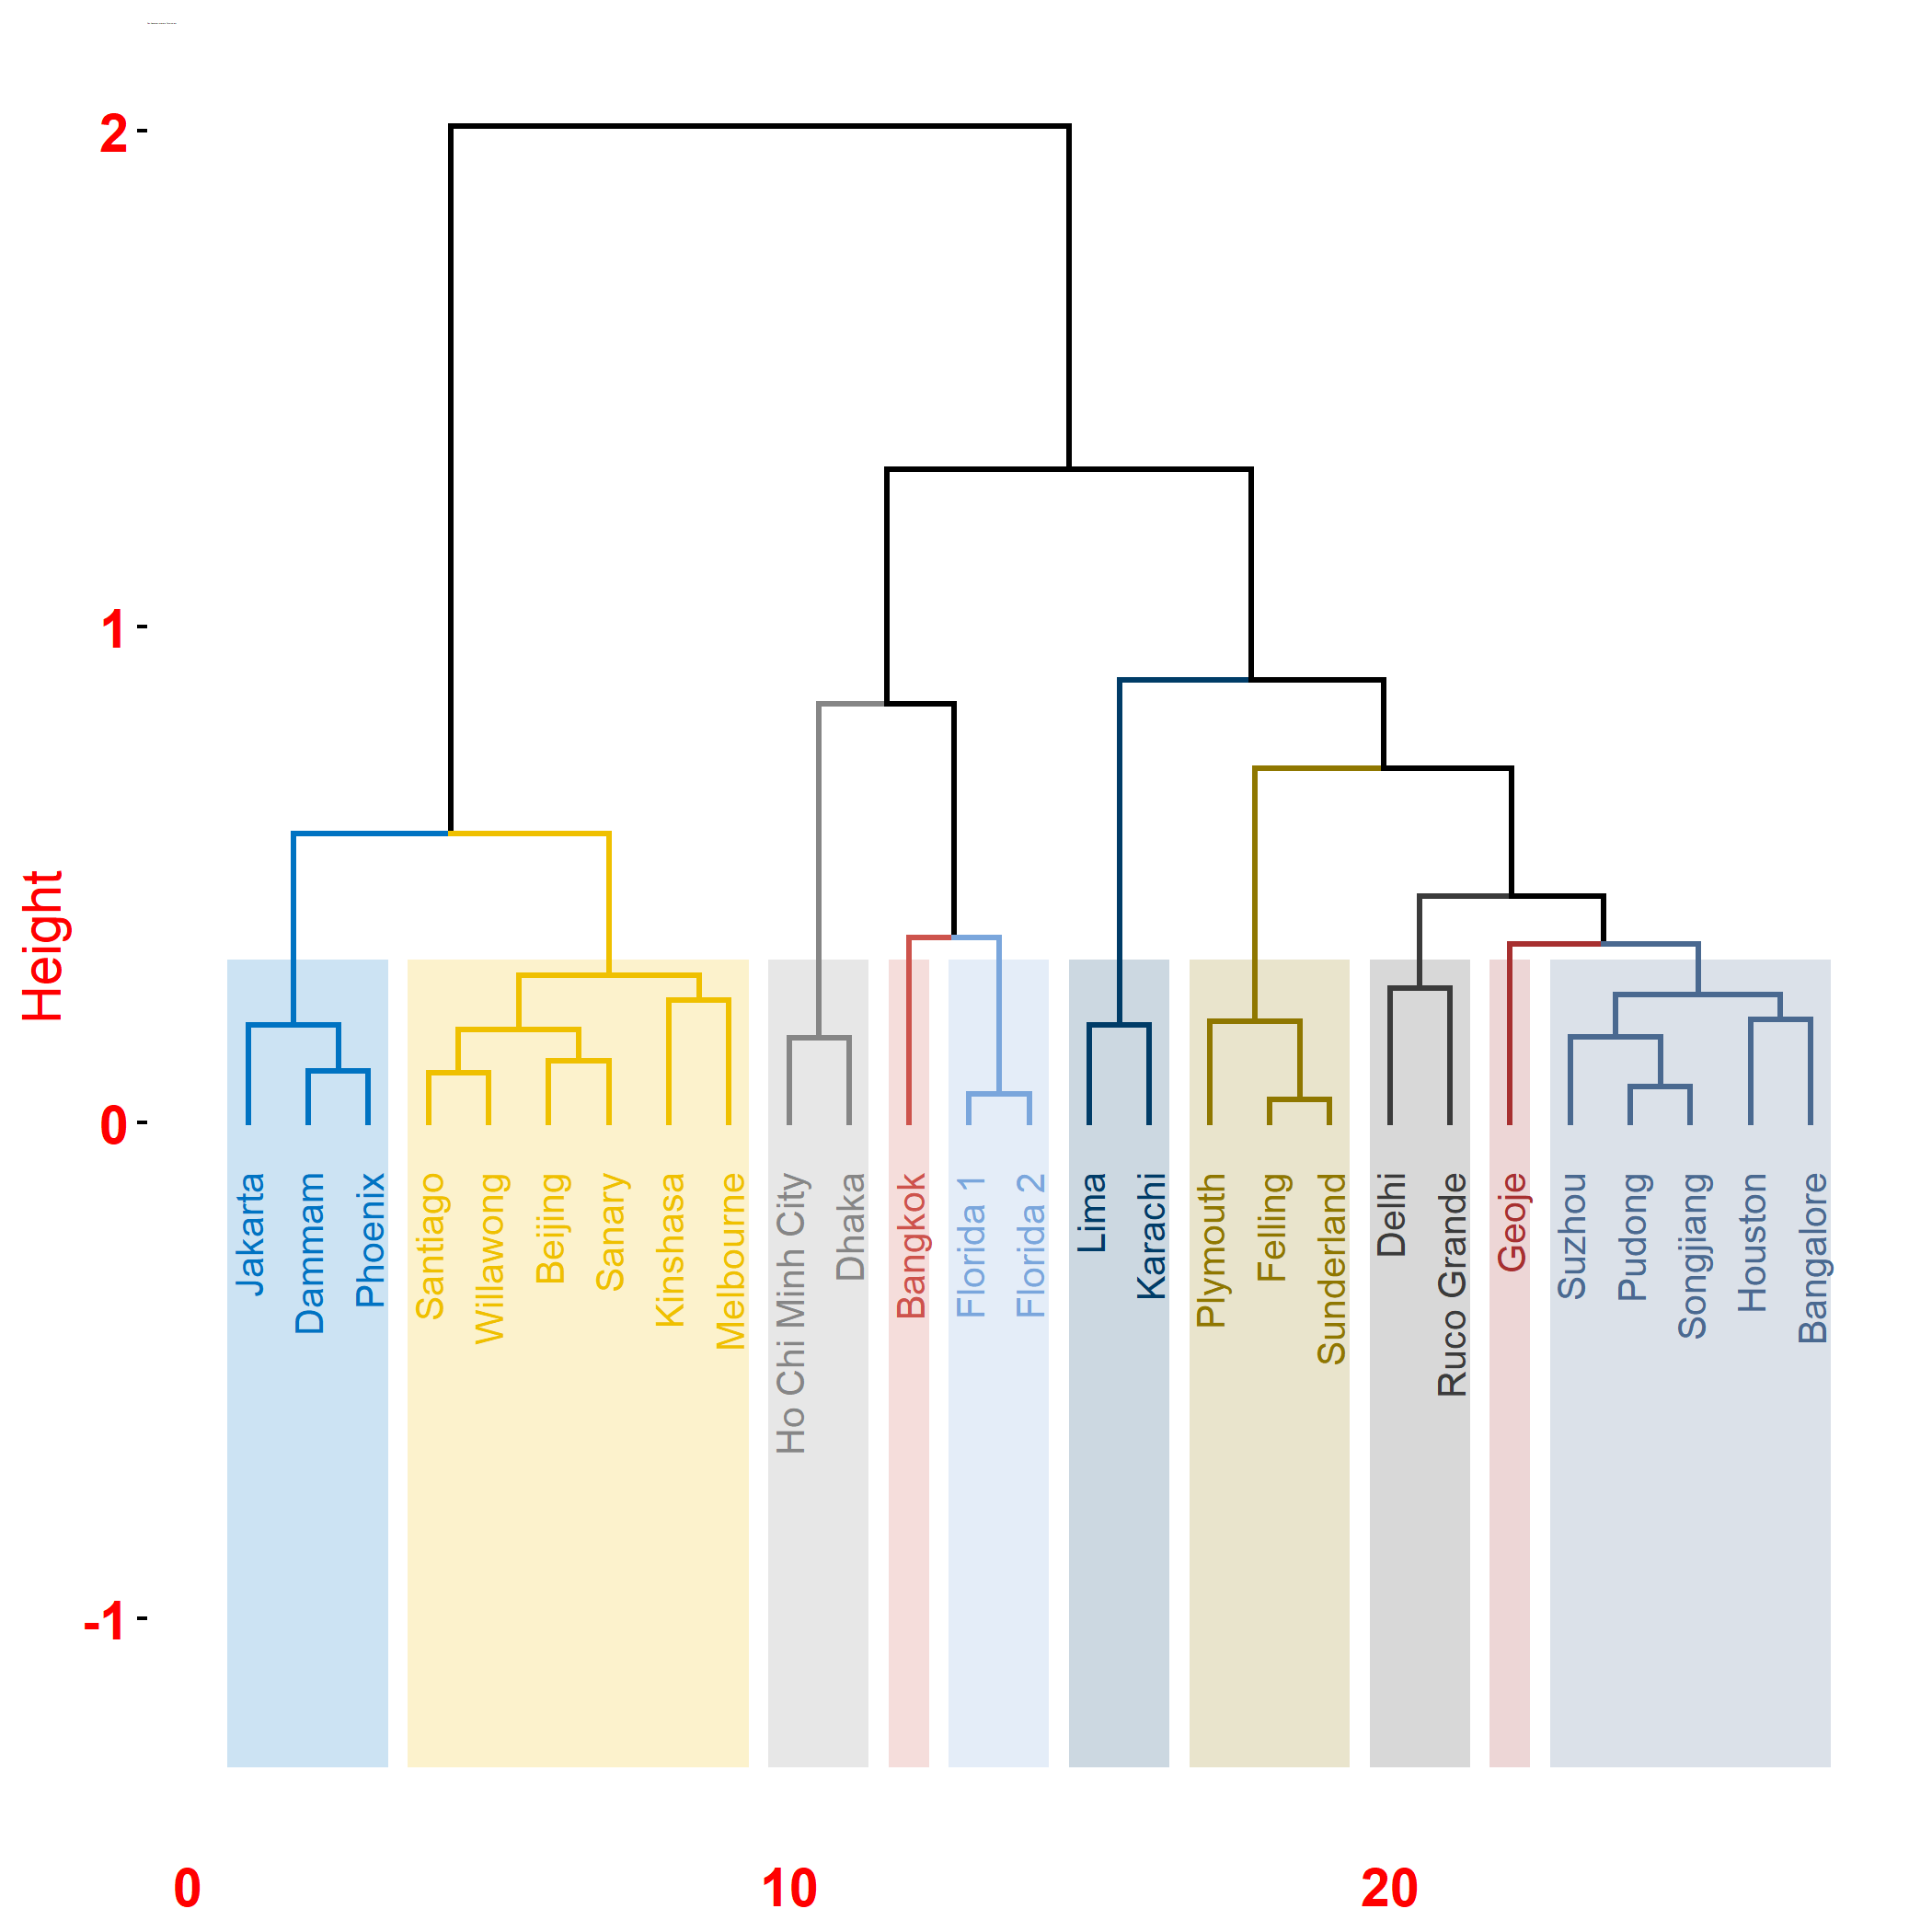 2
1
0
-1
Height
Jakarta
Dammam
Phoenix
Santiago
Willawong
Beijing
Sanary
Kinshasa
Melbourne
Ho Chi Minh City
Dhaka
Bangkok
Florida 1
Florida 2
Lima
Karachi
Plymouth
Felling
Sunderland
Delhi
Ruco Grande
Geoje
Suzhou
Pudong
Songjiang
Houston
Bangalore
0
10
20